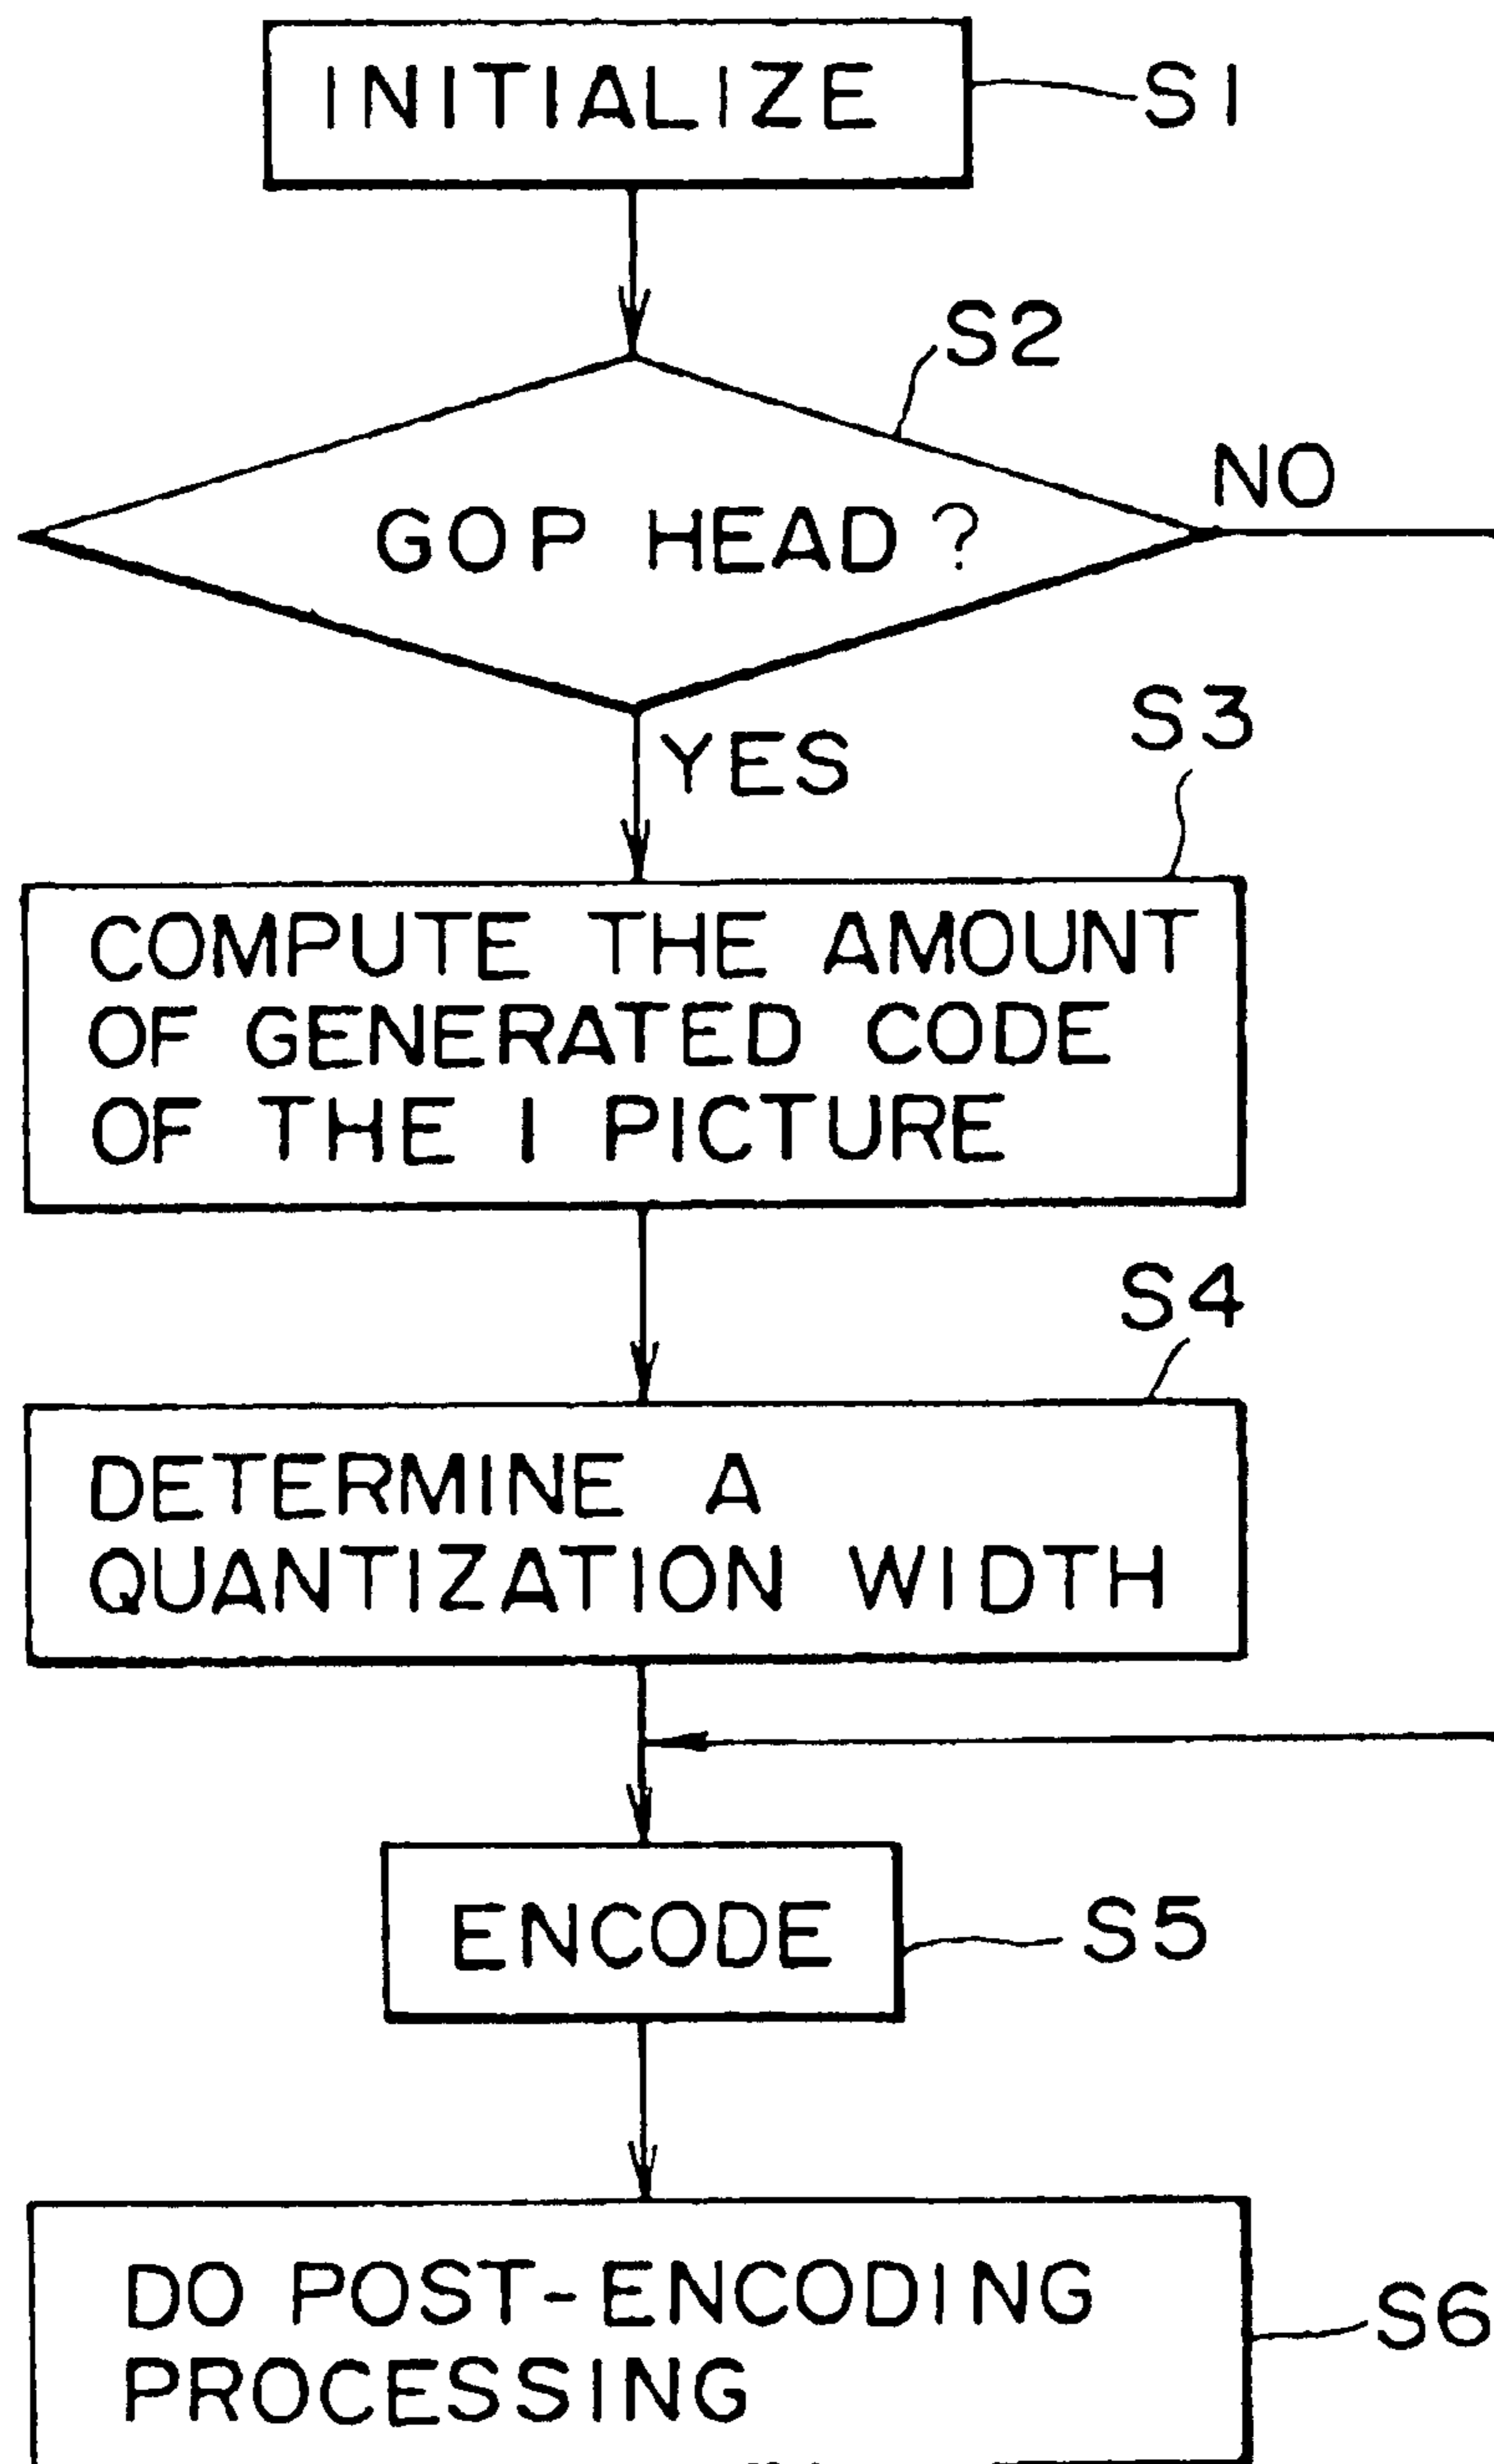 INITIALIZE
S1
S2
GOP HEAD?
NO
YES
S3
COMPUTE THE AMOUNT
OF GENERATED CODE
OF THE I PICTURE
S4
DETERMINE A
QUANTIZATION WIDTH
ENCODE
S5
DO POST-ENCODING
PROCESSING
S6